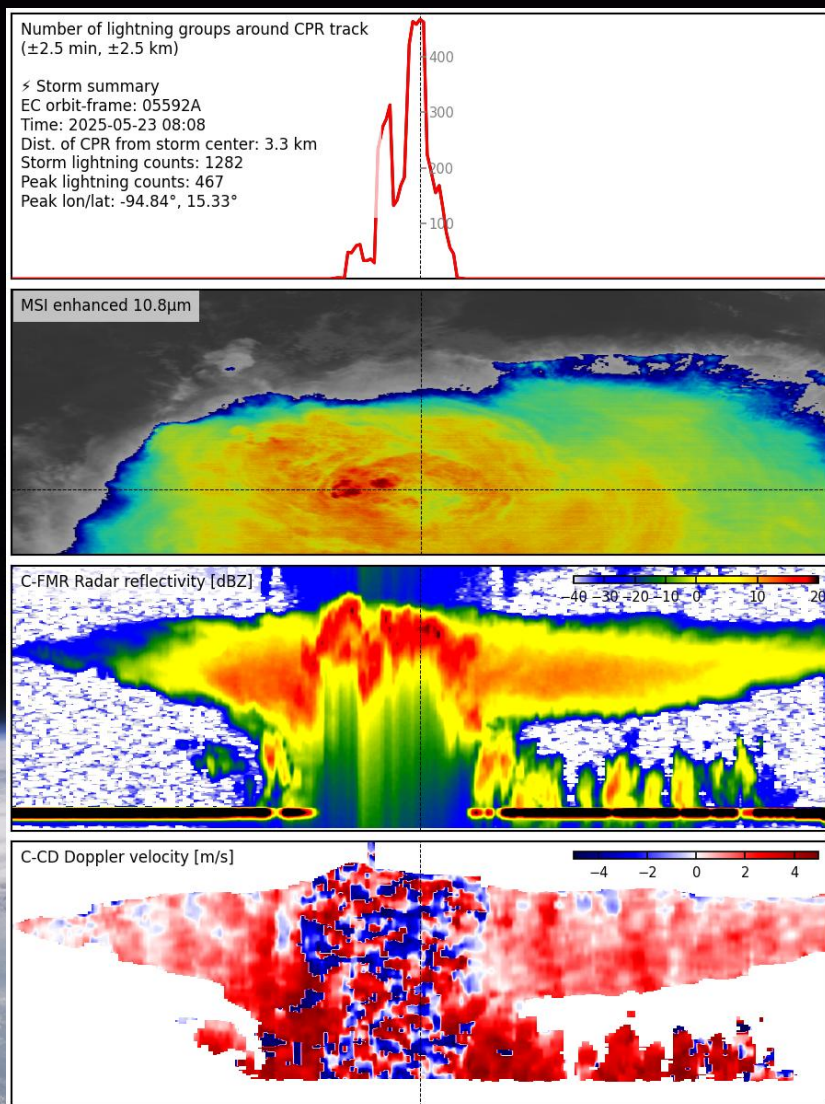 Number of lightning groups around CPR track
(±2.5 min, ±2.5 km)
⚡ Storm summary
EC orbit-frame: 05592A
Time: 2025-05-23 08:08
Dist. of CPR from storm center: 3.3 km
Storm lightning counts: 1282
Peak lightning counts: 467
Peak lon/lat: -94.84°, 15.33°
400
300
200
100
MSI enhanced 10.8μm
C-FMR Radar reflectivity [dBZ]
−40 −30 −20 −10 0 10 20
C-CD Doppler velocity [m/s]
−4 −2 0 2 4